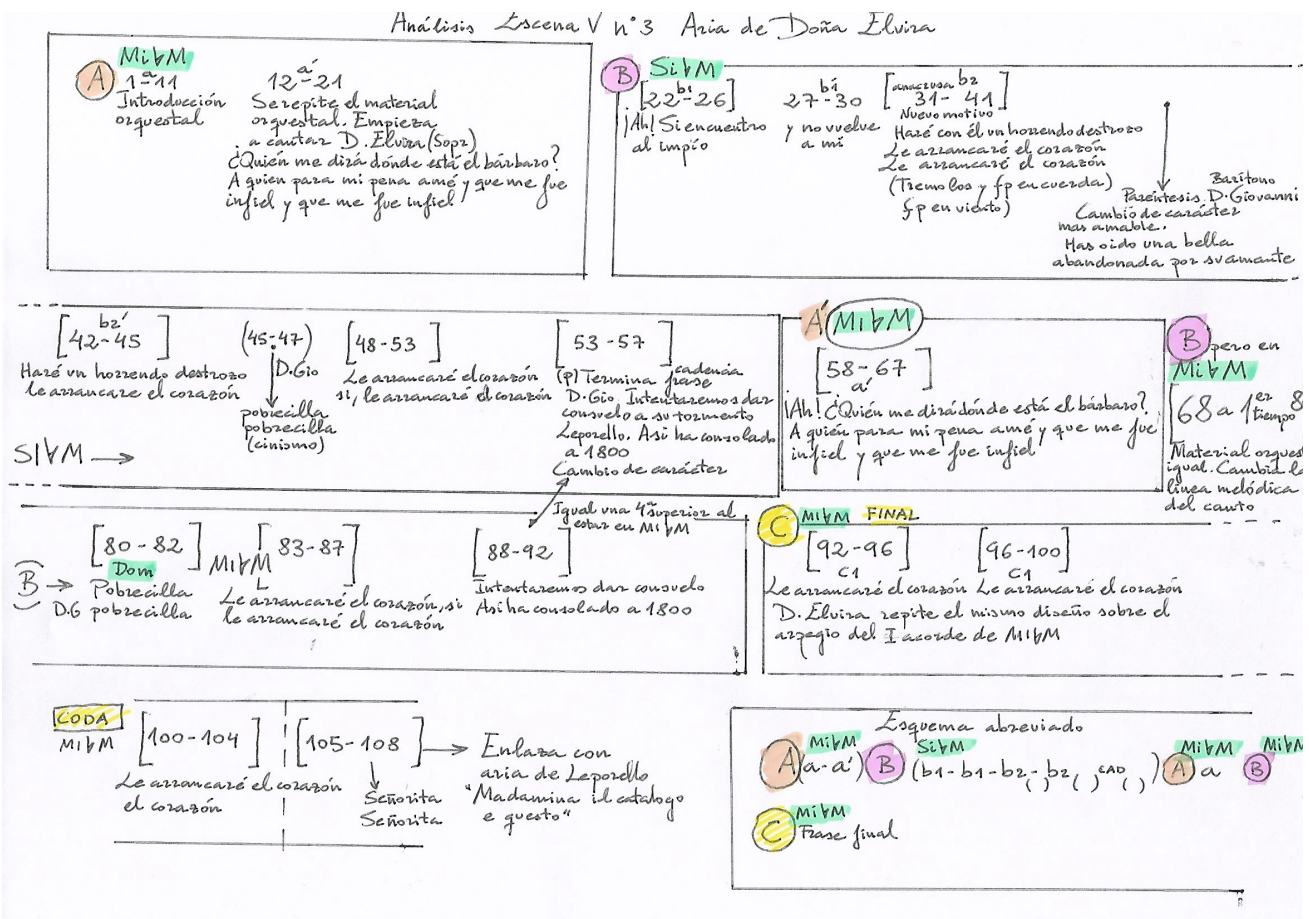 Análisis Escena V nº3 Aria de Doña Elvira
A
MibM
a
1-11
Introducción
orquestal
a'
12-21
Se repite el material
orquestal. Empieza
a cantar D. Elvira (Sopr)
¿Quién me dirá dónde está el bárbaro?
A quien para mi pena amé y que me fue
infiel y que me fue infiel
B
SibM
b1
[22-26]
¡Ah! Si encuentro
al impío
b1
27-30
y no vuelve
a mi
[anacrusa b2
31-41]
Nuevo motivo
Haré con él un horrendo destrozo
Le arrancaré el corazón
Le arrancaré el corazón
(Tremolos y fp en cuerda)
fp en viento)
Barítono
Paréntesis D. Giovanni
Cambio de carácter
mas amable.
Has oido una bella
abandonada por su amante
b2'
[42-45]
Haré un horrendo destrozo
le arrancare el corazón
(45-47)
D.Gio
pobrecilla
pobrecilla
(cinismo)
[48-53]
Le arrancaré el corazón
si, le arrancaré el corazón
[53-57]
(p) Termina cadencia
frase
D. Gio Intentaremos dar
consuelo a su tormento
Leporello. Asi ha consolado
a 1800
Cambio de carácter
SIbM →
A' MIbM
[58-67]
a'
¡Ah! ¿Quién me dirá dónde está el bárbaro?
A quién para mi pena amé y que me fue
infiel y que me fue infiel
B pero en
MibM
[68 a 1er tiempo 8
Material orques
igual. Cambia l
línea melódica
del canto
B →
[80-82]
Dom
Pobrecilla
D.G pobrecilla
MIbM
[83-87]
Le arrancaré el corazón, si
le arrancaré el corazón
Igual una 4ª superior al
estar en MIbM
[88-92]
Intentaremos dar consuelo
Asi ha consolado a 1800
C MIbM FINAL
[92-96]
C1
Le arrancaré el corazón
[96-100]
C1
Le arrancaré el corazón
D. Elvira repite el mismo diseño sobre el
arpegio del I acorde de MIbM
CODA
MIbM
[100-104]
Le arrancaré el corazón
el corazón
[105-108]
Señorita
Señorita
→ Enlaza con
aria de Leporello
"Madamina il catalogo
e questo"
Esquema abreviado
MibM SibM MibM MibM
A (a-a') B (b1-b1-b2-b2 ( ) ( ) CAD ( ) ) A a B
MibM
C Frase final